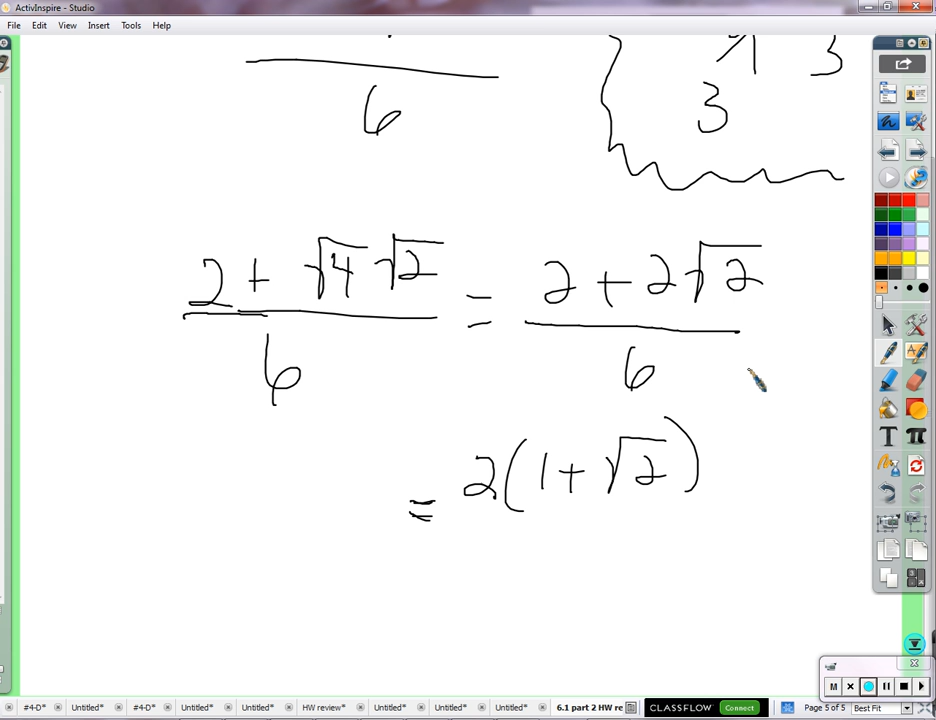 ActivInspire - Studio
File Edit View Insert Tools Help
6
3
3
2 + √4 √2 / 6 = 2 + 2√2 / 6
= 2(1 + √2)
#4-D* Untitled* #4-D* Untitled* HW review* Untitled* Untitled* Untitled* Untitled* 6.1 part 2 HW re CLASSFLOW Connect Page 5 of 5 Best Fit